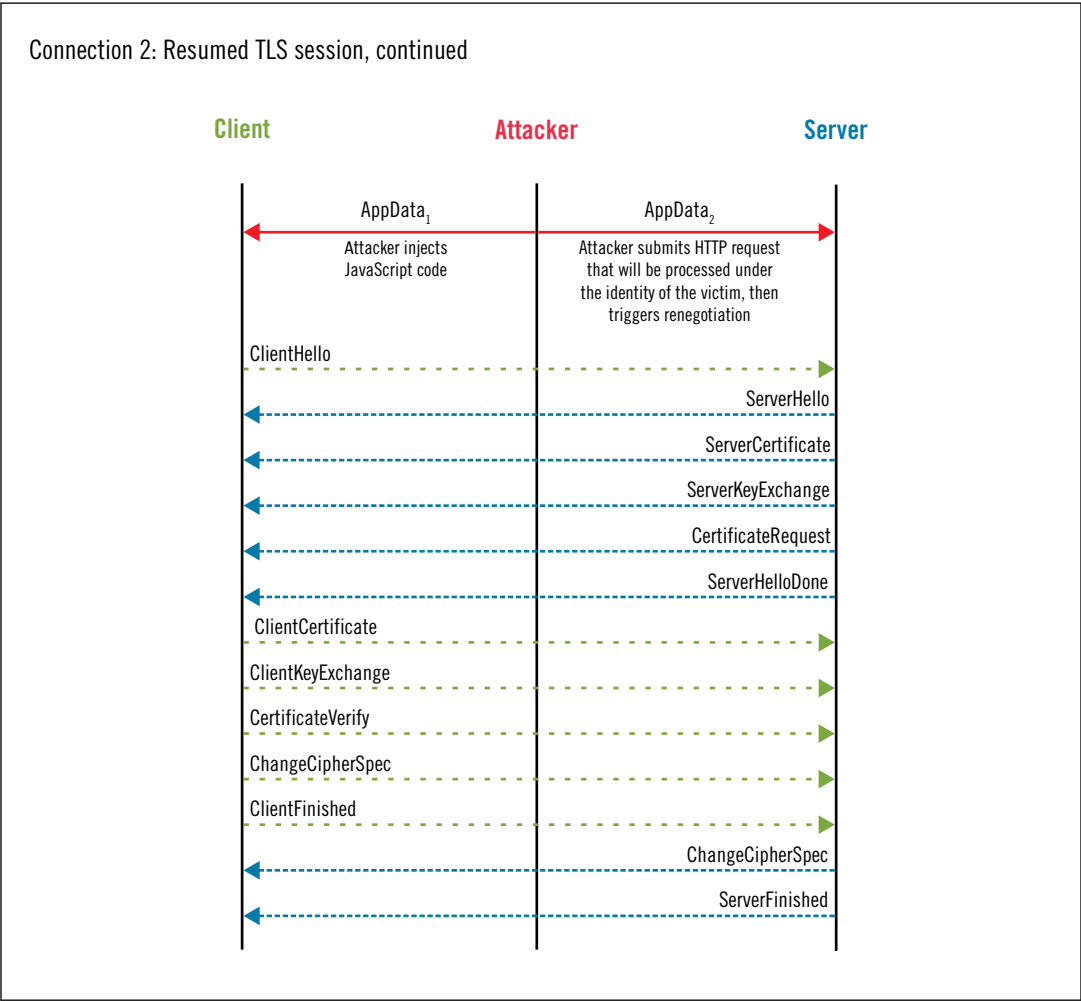 Connection 2: Resumed TLS session, continued
Client Attacker Server
AppData₁ AppData₂
Attacker injects
JavaScript code
Attacker submits HTTP request
that will be processed under
the identity of the victim, then
triggers renegotiation
ClientHello
ServerHello
ServerCertificate
ServerKeyExchange
CertificateRequest
ServerHelloDone
ClientCertificate
ClientKeyExchange
CertificateVerify
ChangeCipherSpec
ClientFinished
ChangeCipherSpec
ServerFinished